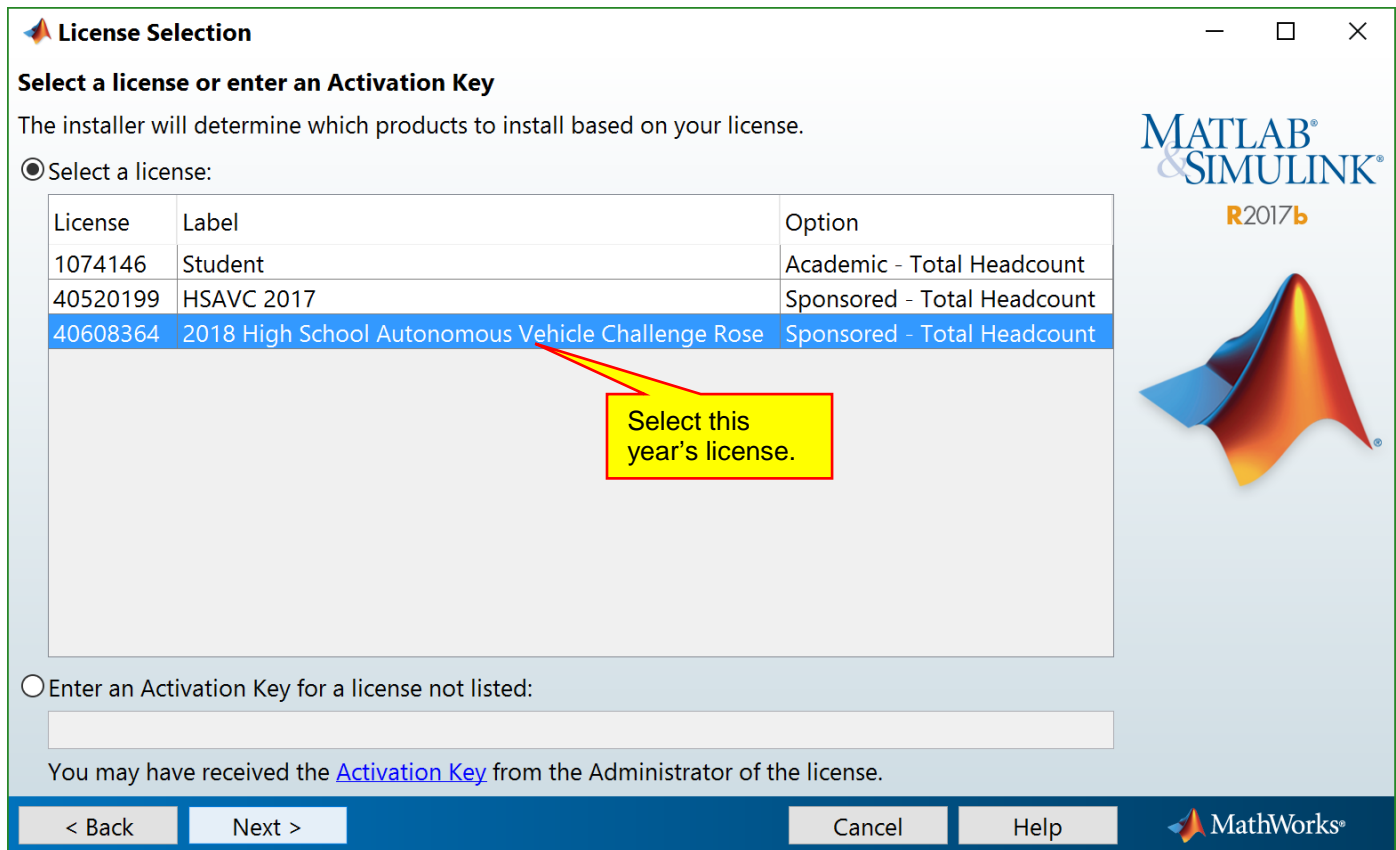 License Selection
Select a license or enter an Activation Key
The installer will determine which products to install based on your license.
MATLAB®
&SIMULINK®
R2017b
Select a license:
License Label Option
1074146 Student Academic - Total Headcount
40520199 HSAVC 2017 Sponsored - Total Headcount
40608364 2018 High School Autonomous Vehicle Challenge Rose Sponsored - Total Headcount
Select this
year’s license.
®
Enter an Activation Key for a license not listed:
You may have received the Activation Key from the Administrator of the license.
< Back Next > Cancel Help MathWorks®